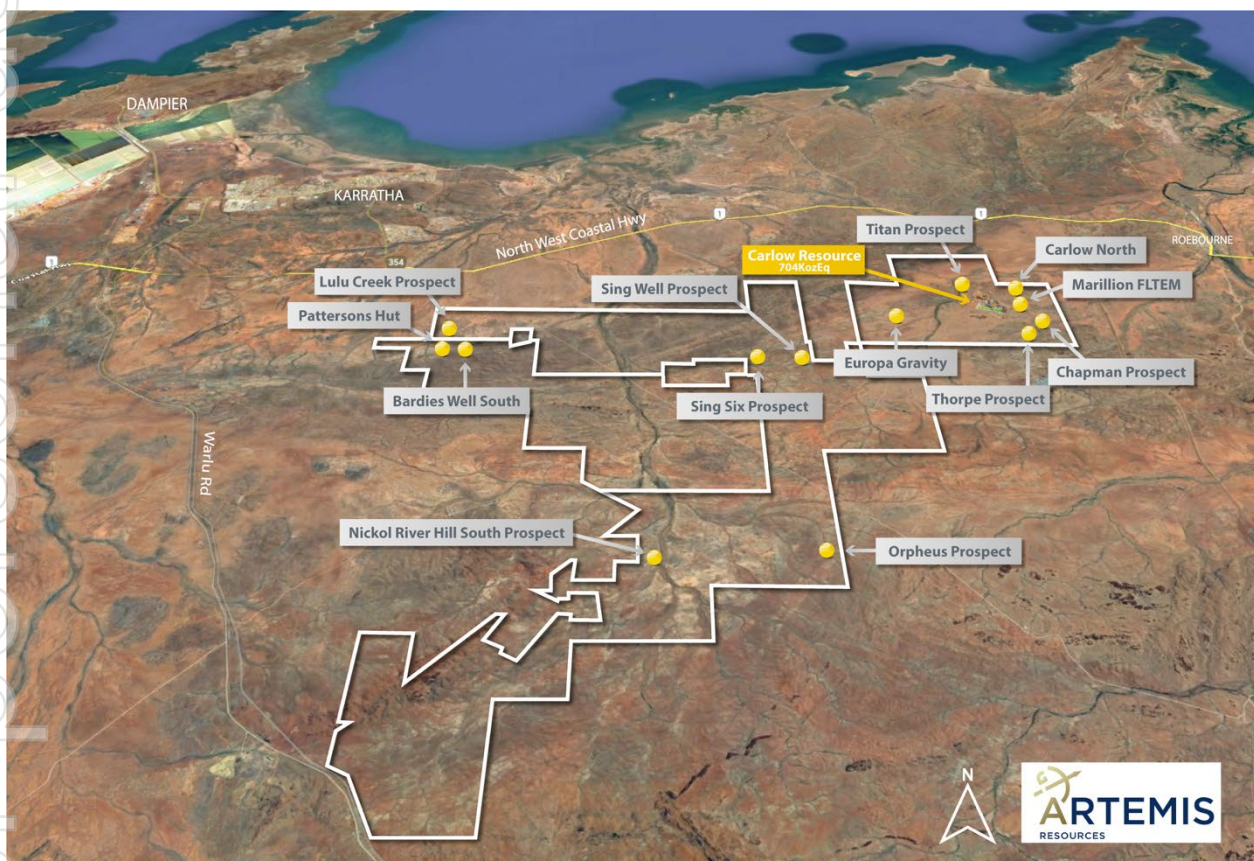 DAMPIER
KARRATHA
1
354
North West Coastal Hwy
1
1
ROEBOURNE
Titan Prospect
Carlow North
Carlow Resource
704KozEq
Marillion FLTEM
Lulu Creek Prospect
Sing Well Prospect
Pattersons Hut
Europa Gravity
Chapman Prospect
Bardies Well South
Sing Six Prospect
Thorpe Prospect
Warlu Rd
Nickol River Hill South Prospect
Orpheus Prospect
N
ARTEMIS
RESOURCES